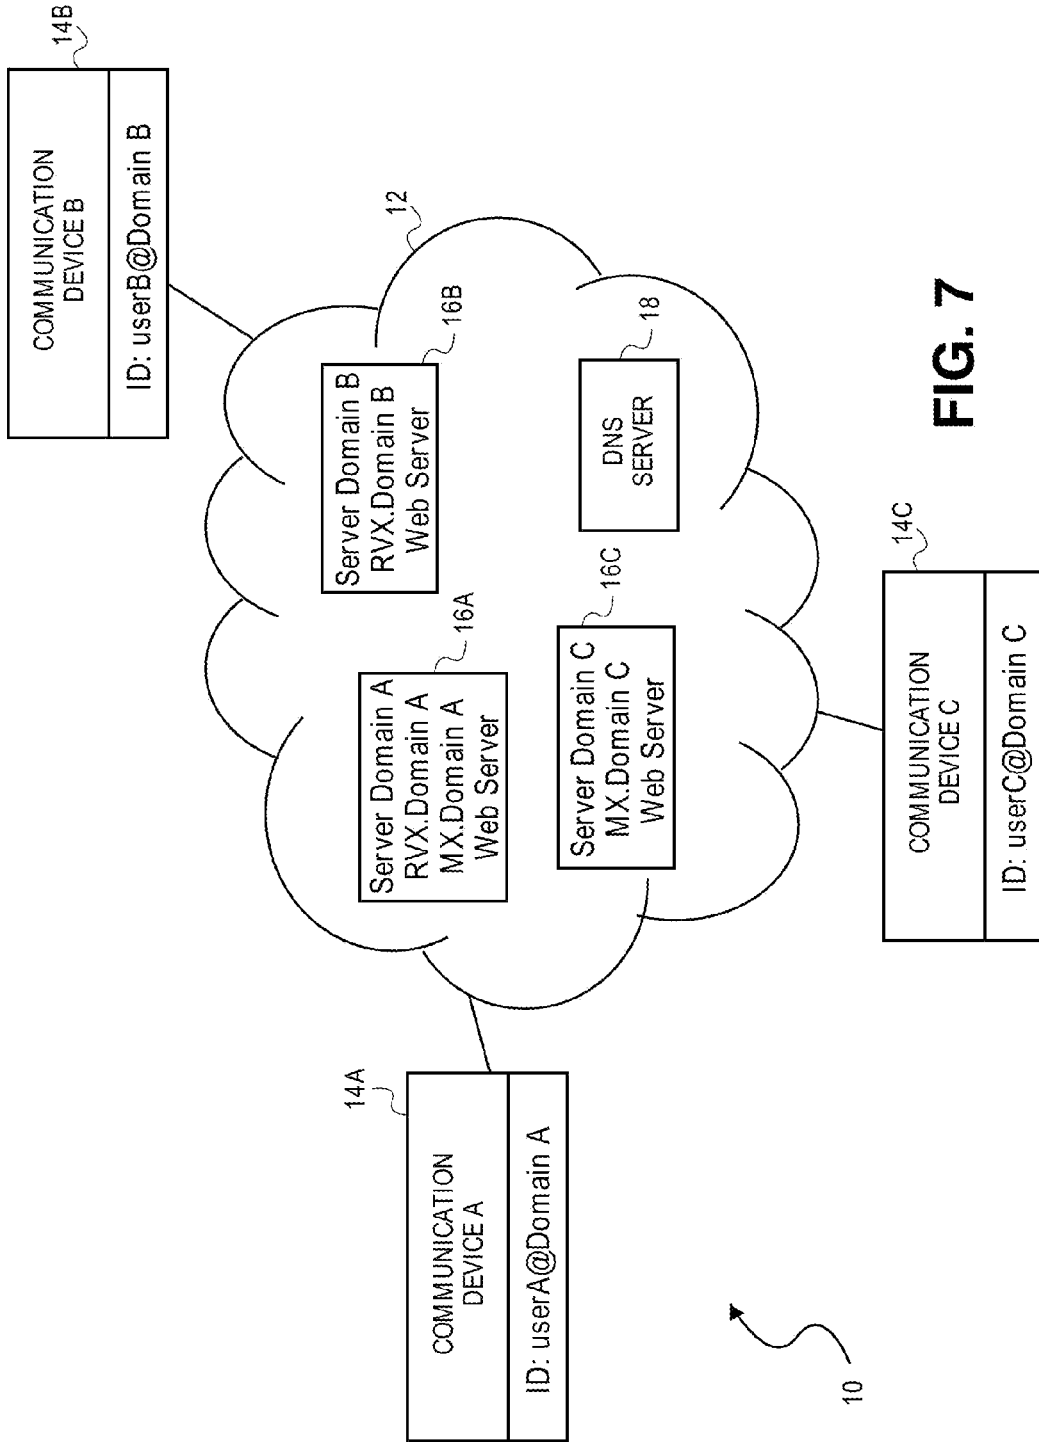 COMMUNICATION
DEVICE B
ID: userB@Domain B
14B
12
Server Domain B
RVX.Domain B
Web Server
16B
Server Domain A
RVX.Domain A
MX.Domain A
Web Server
16A
14A
COMMUNICATION
DEVICE A
ID: userA@Domain A
Server Domain C
MX.Domain C
Web Server
16C
DNS
SERVER
18
14C
COMMUNICATION
DEVICE C
ID: userC@Domain C
10
FIG. 7